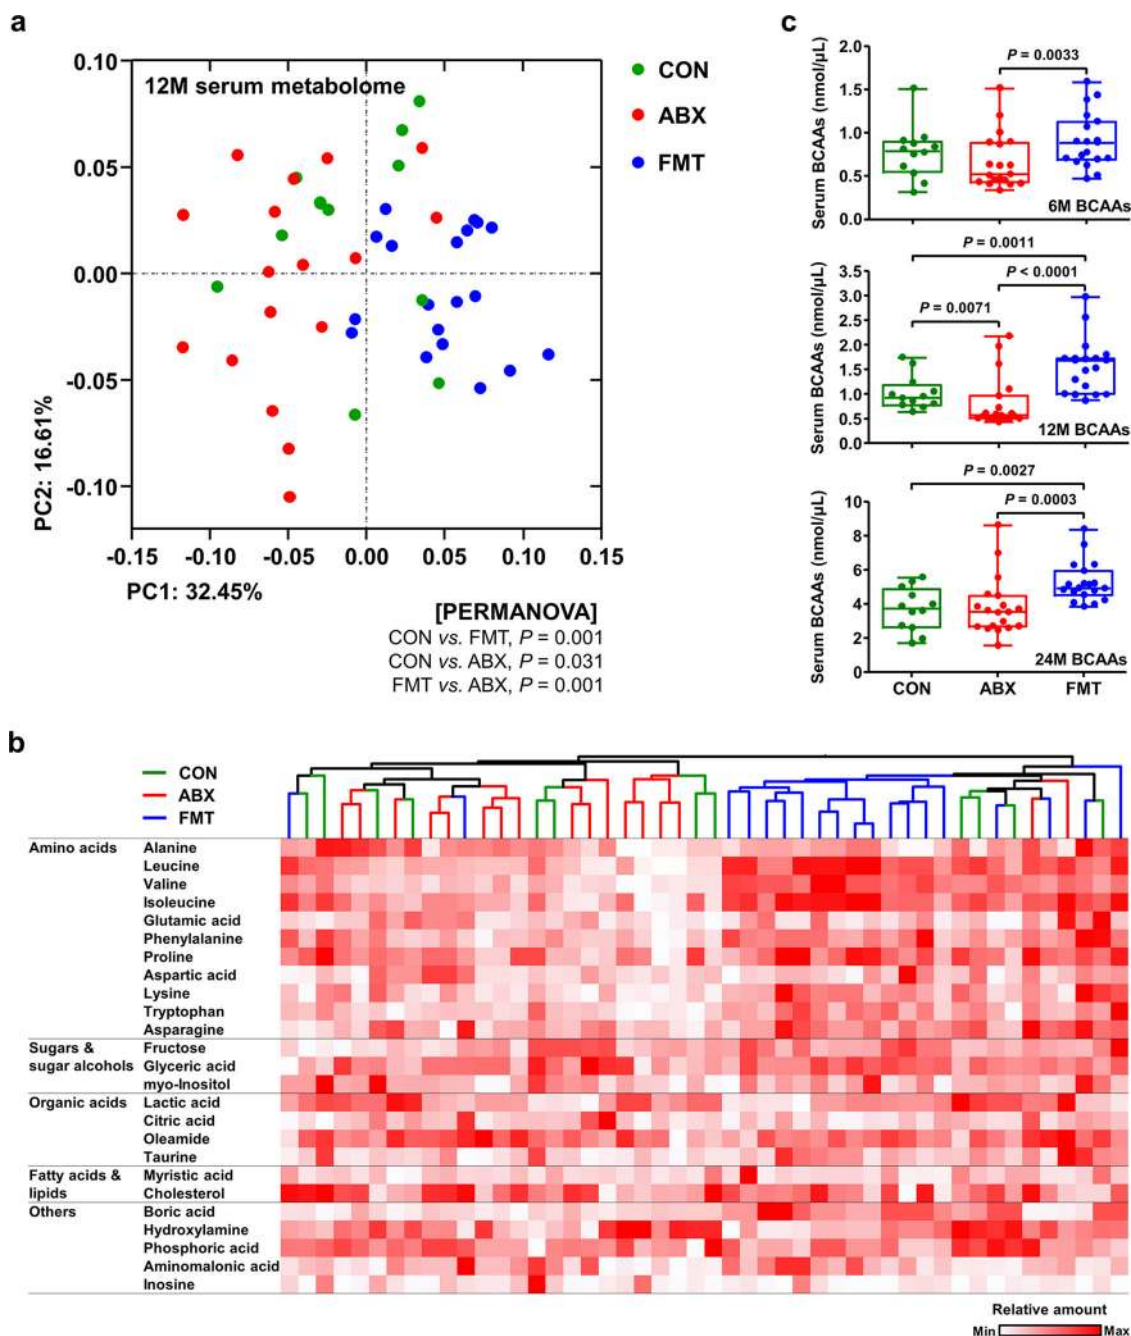 a
0.10
0.05
0.00
-0.05
-0.10
PC2: 16.61%
12M serum metabolome
CON
ABX
FMT
-0.15
-0.10
-0.05
0.00
0.05
0.10
0.15
PC1: 32.45%
[PERMANOVA]
CON vs. FMT, P = 0.001
CON vs. ABX, P = 0.031
FMT vs. ABX, P = 0.001
c
Serum BCAAs (nmol/μL)
2.0
1.5
1.0
0.5
0.0
P = 0.0033
6M BCAAs
Serum BCAAs (nmol/μL)
3.5
3.0
2.5
2.0
1.5
1.0
0.5
0.0
P = 0.0011
P < 0.0001
P = 0.0071
12M BCAAs
Serum BCAAs (nmol/μL)
10
8
6
4
2
0
P = 0.0027
P = 0.0003
24M BCAAs
CON
ABX
FMT
b
CON
ABX
FMT
Amino acids
Alanine
Leucine
Valine
Isoleucine
Glutamic acid
Phenylalanine
Proline
Aspartic acid
Lysine
Tryptophan
Asparagine
Sugars &
sugar alcohols
Fructose
Glyceric acid
myo-Inositol
Organic acids
Lactic acid
Citric acid
Oleamide
Taurine
Fatty acids &
lipids
Myristic acid
Cholesterol
Others
Boric acid
Hydroxylamine
Phosphoric acid
Aminomalonic acid
Inosine
Relative amount
Min
Max